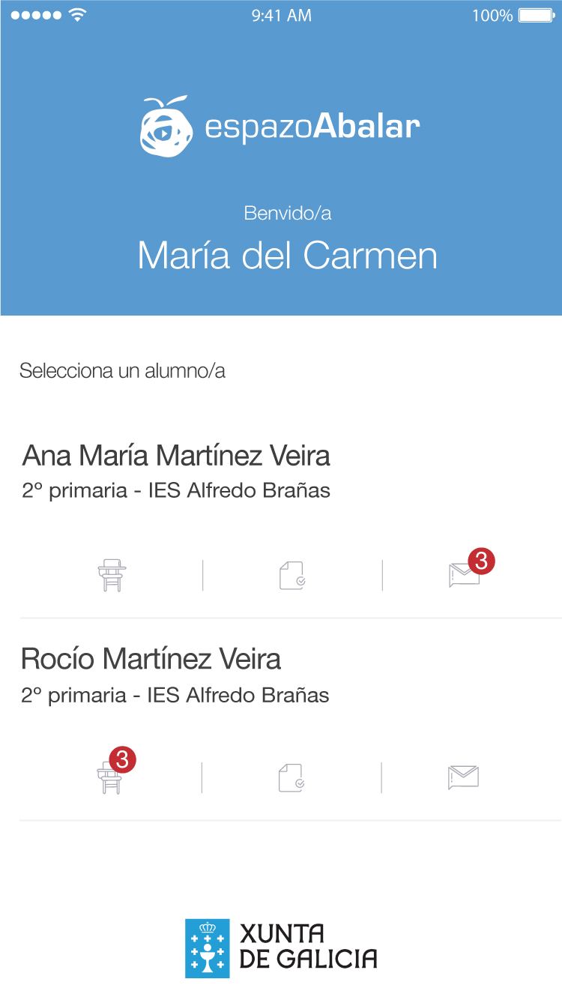 9:41 AM 100%
espazoAbalar
Benvido/a
María del Carmen
Selecciona un alumno/a
Ana María Martínez Veira
2º primaria - IES Alfredo Brañas
3
Rocío Martínez Veira
2º primaria - IES Alfredo Brañas
3
XUNTA
DE GALICIA